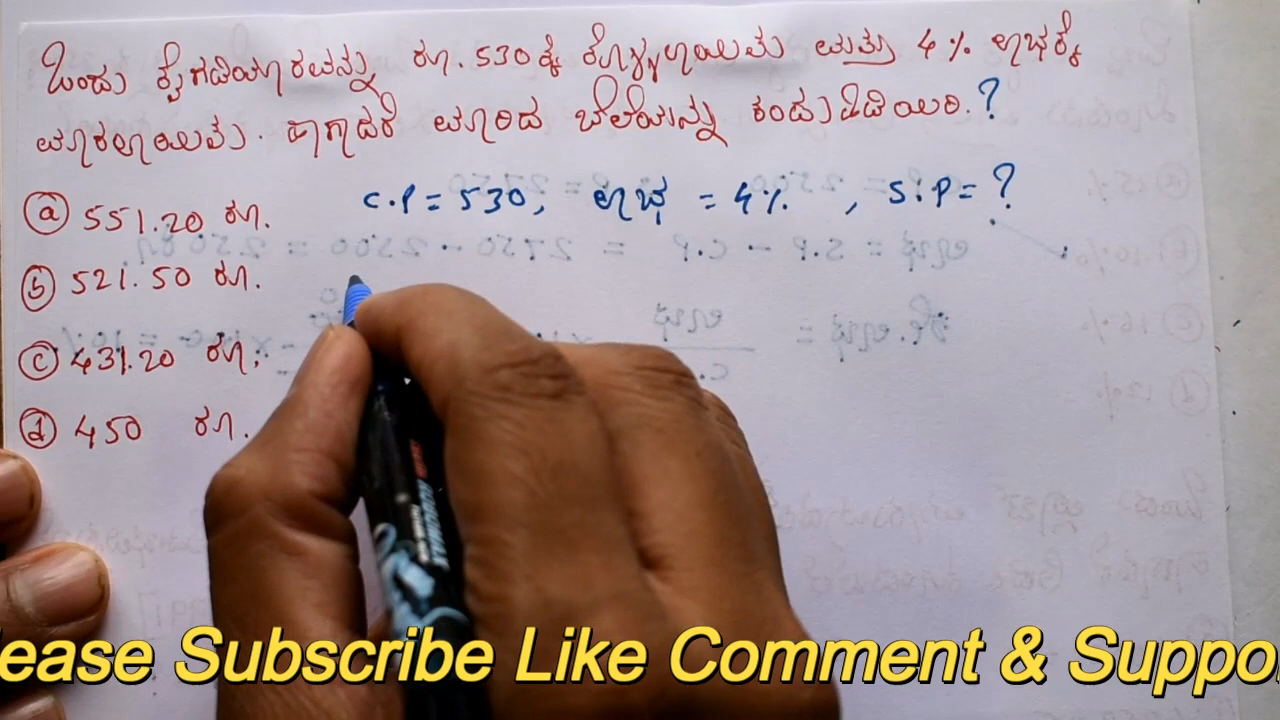 ಒಂದು ಕೈಗಡಿಯಾರವನ್ನು ರೂ. 530ಕ್ಕೆ ಕೊಳ್ಳಲಾಯಿತು ಮತ್ತು 4% ಲಾಭಕ್ಕೆ
ಮಾರಲಾಯಿತು. ಹಾಗಾದರೆ ಮಾರಿದ ಬೆಲೆಯನ್ನು ಕಂಡುಹಿಡಿಯಿರಿ.?
C.P = 530, ಲಾಭ = 4% , S.P = ?
ⓐ 551.20 ರೂ.
ⓑ 521.50 ರೂ.
ⓒ 431.20 ರೂ.
ⓓ 450 ರೂ.
lease Subscribe Like Comment & Suppo